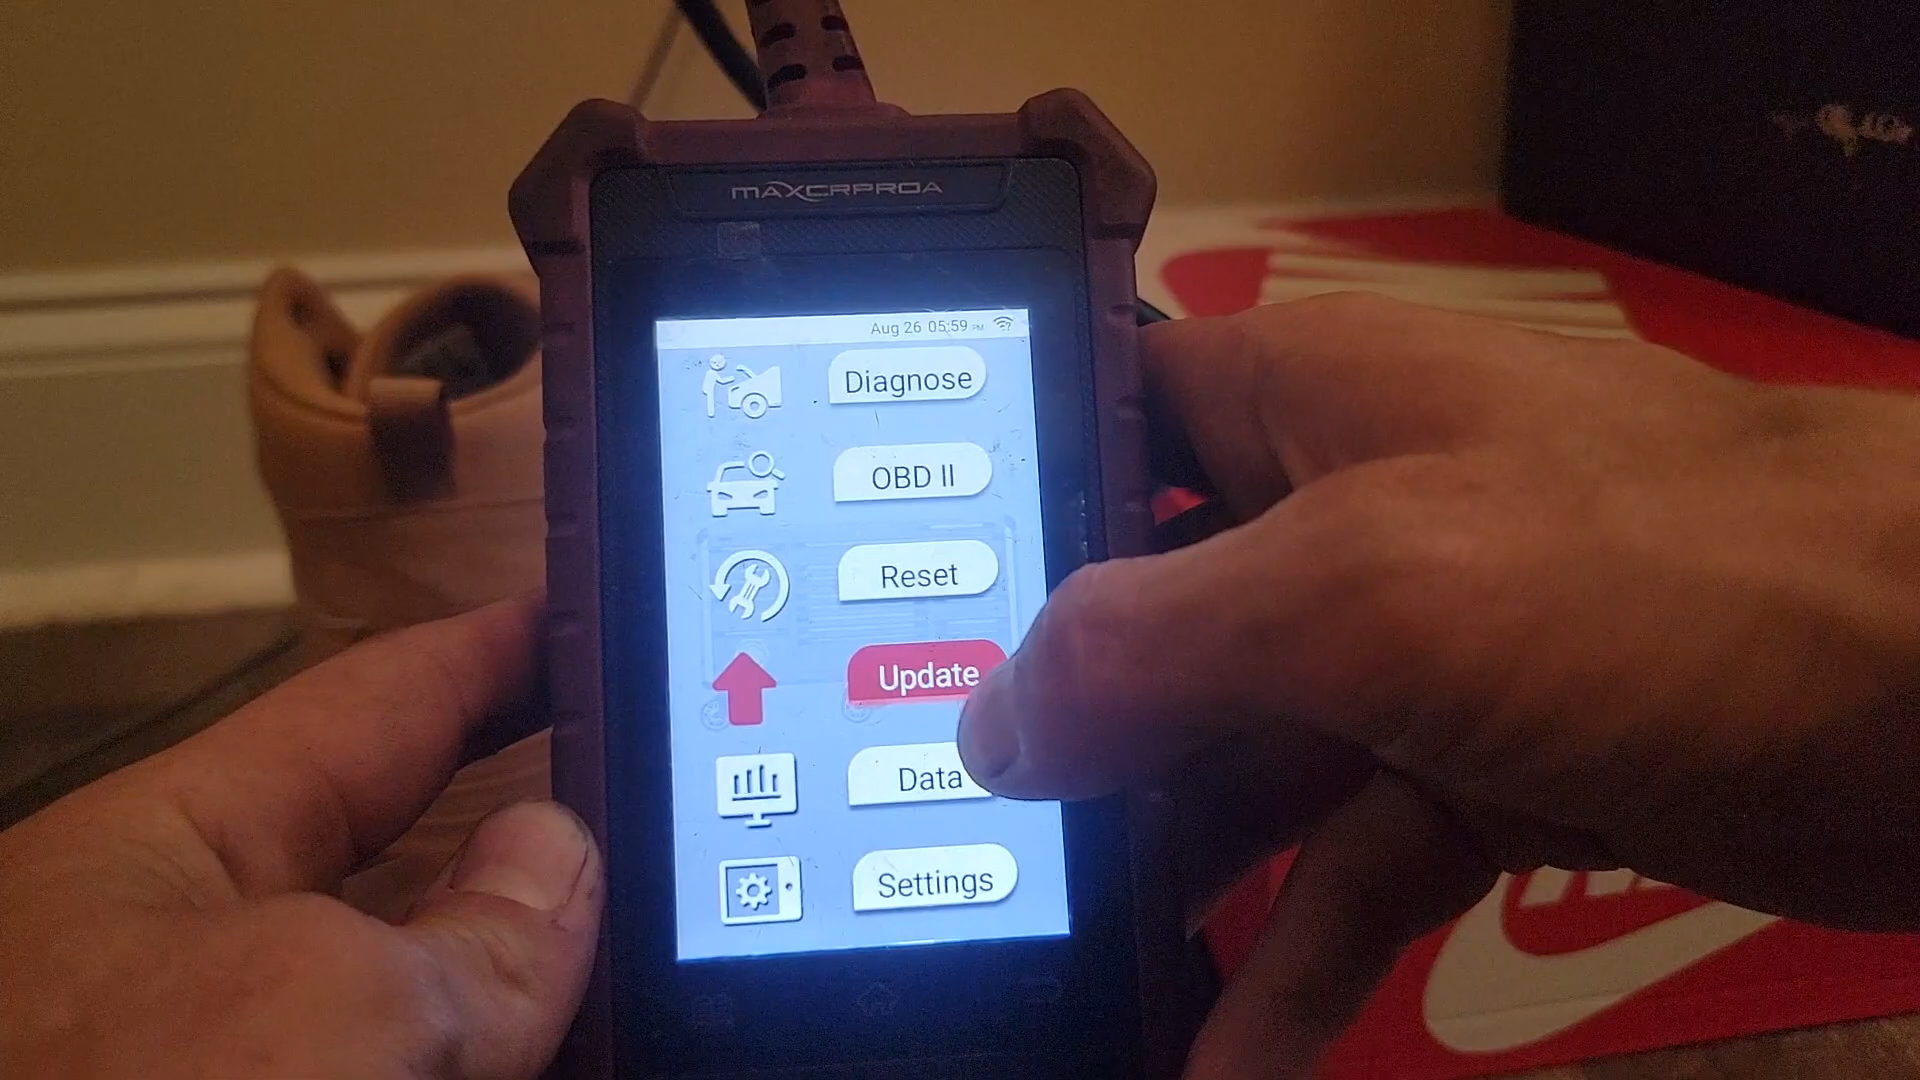 MAXCRPROA
Aug 26 05:59 PM
Diagnose
OBD II
Reset
Update
Data
Settings